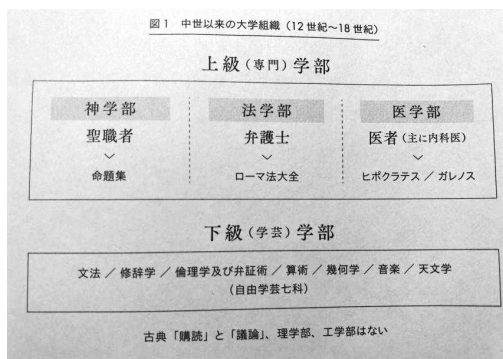 図1 中世以来の大学組織（12世紀〜18世紀）
上級（専門）学部
神学部
聖職者
命題集
法学部
弁護士
ローマ法大全
医学部
医者（主に内科医）
ヒポクラテス／ガレノス
下級（学芸）学部
文法／修辞学／倫理学及び弁証術／算術／幾何学／音楽／天文学
（自由学芸七科）
古典「購読」と「議論」、理学部、工学部はない